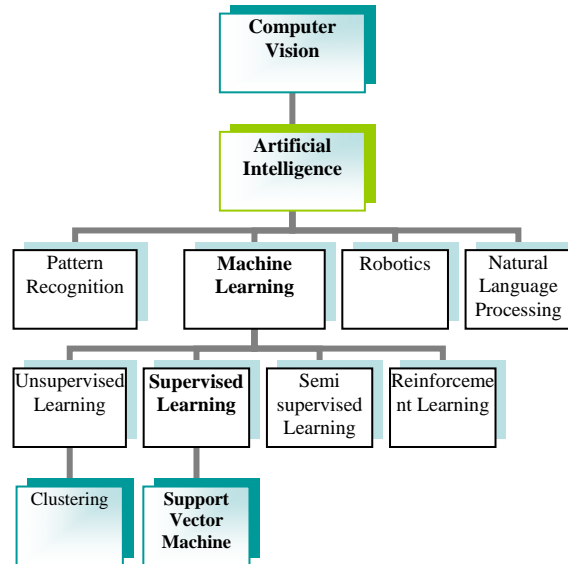 Computer
Vision
Artificial
Intelligence
Pattern
Recognition
Machine
Learning
Robotics
Natural
Language
Processing
Unsupervised
Learning
Supervised
Learning
Semi
supervised
Learning
Reinforceme
nt Learning
Clustering
Support
Vector
Machine